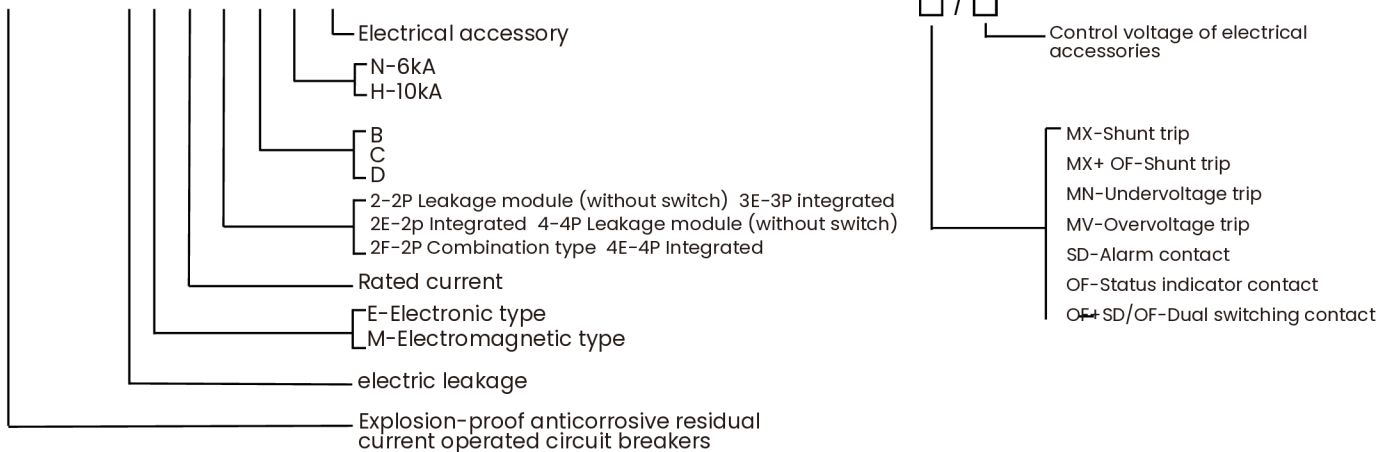 Electrical accessory
N-6kA
H-10kA
B
C
D
2-2P Leakage module (without switch) 3E-3P integrated
2E-2p Integrated 4-4P Leakage module (without switch)
2F-2P Combination type 4E-4P Integrated
Rated current
E-Electronic type
M-Electromagnetic type
electric leakage
Explosion-proof anticorrosive residual
current operated circuit breakers
/
Control voltage of electrical
accessories
MX-Shunt trip
MX+ OF-Shunt trip
MN-Undervoltage trip
MV-Overvoltage trip
SD-Alarm contact
OF-Status indicator contact
OF+SD/OF-Dual switching contact